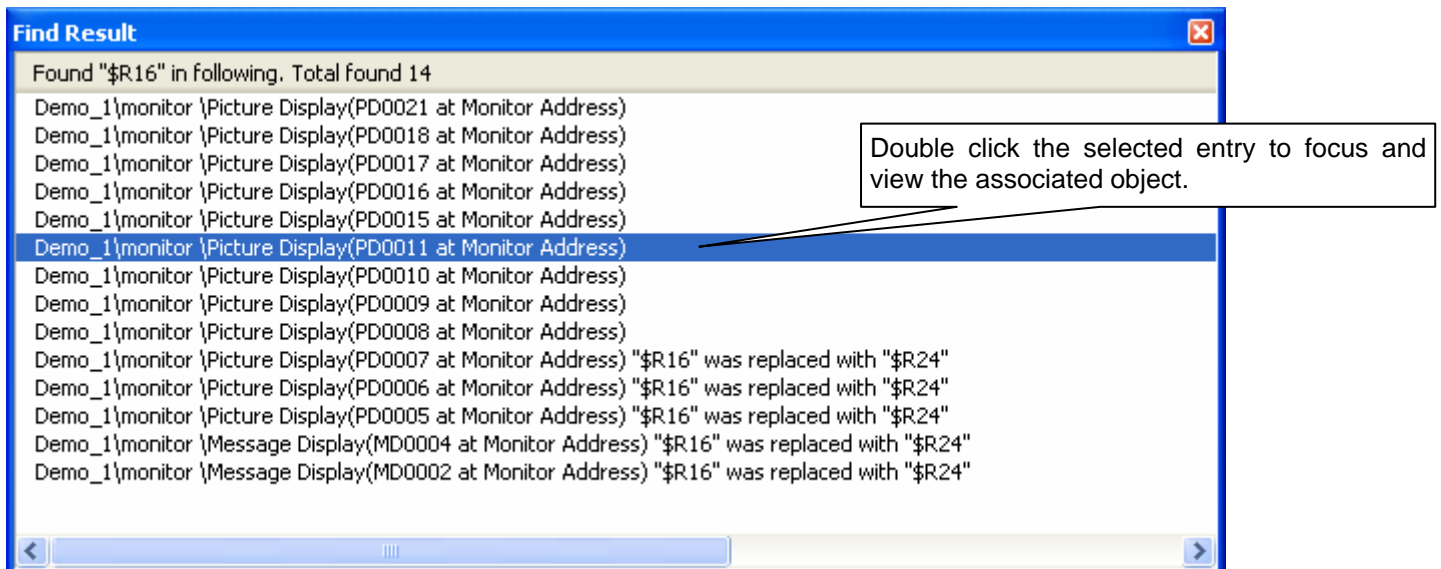 Find Result
Found "$R16" in following. Total found 14
Demo_1\monitor \Picture Display(PD0021 at Monitor Address)
Demo_1\monitor \Picture Display(PD0018 at Monitor Address)
Demo_1\monitor \Picture Display(PD0017 at Monitor Address)
Demo_1\monitor \Picture Display(PD0016 at Monitor Address)
Demo_1\monitor \Picture Display(PD0015 at Monitor Address)
Demo_1\monitor \Picture Display(PD0011 at Monitor Address)
Demo_1\monitor \Picture Display(PD0010 at Monitor Address)
Demo_1\monitor \Picture Display(PD0009 at Monitor Address)
Demo_1\monitor \Picture Display(PD0008 at Monitor Address)
Demo_1\monitor \Picture Display(PD0007 at Monitor Address) "$R16" was replaced with "$R24"
Demo_1\monitor \Picture Display(PD0006 at Monitor Address) "$R16" was replaced with "$R24"
Demo_1\monitor \Picture Display(PD0005 at Monitor Address) "$R16" was replaced with "$R24"
Demo_1\monitor \Message Display(MD0004 at Monitor Address) "$R16" was replaced with "$R24"
Demo_1\monitor \Message Display(MD0002 at Monitor Address) "$R16" was replaced with "$R24"
Double click the selected entry to focus and
view the associated object.